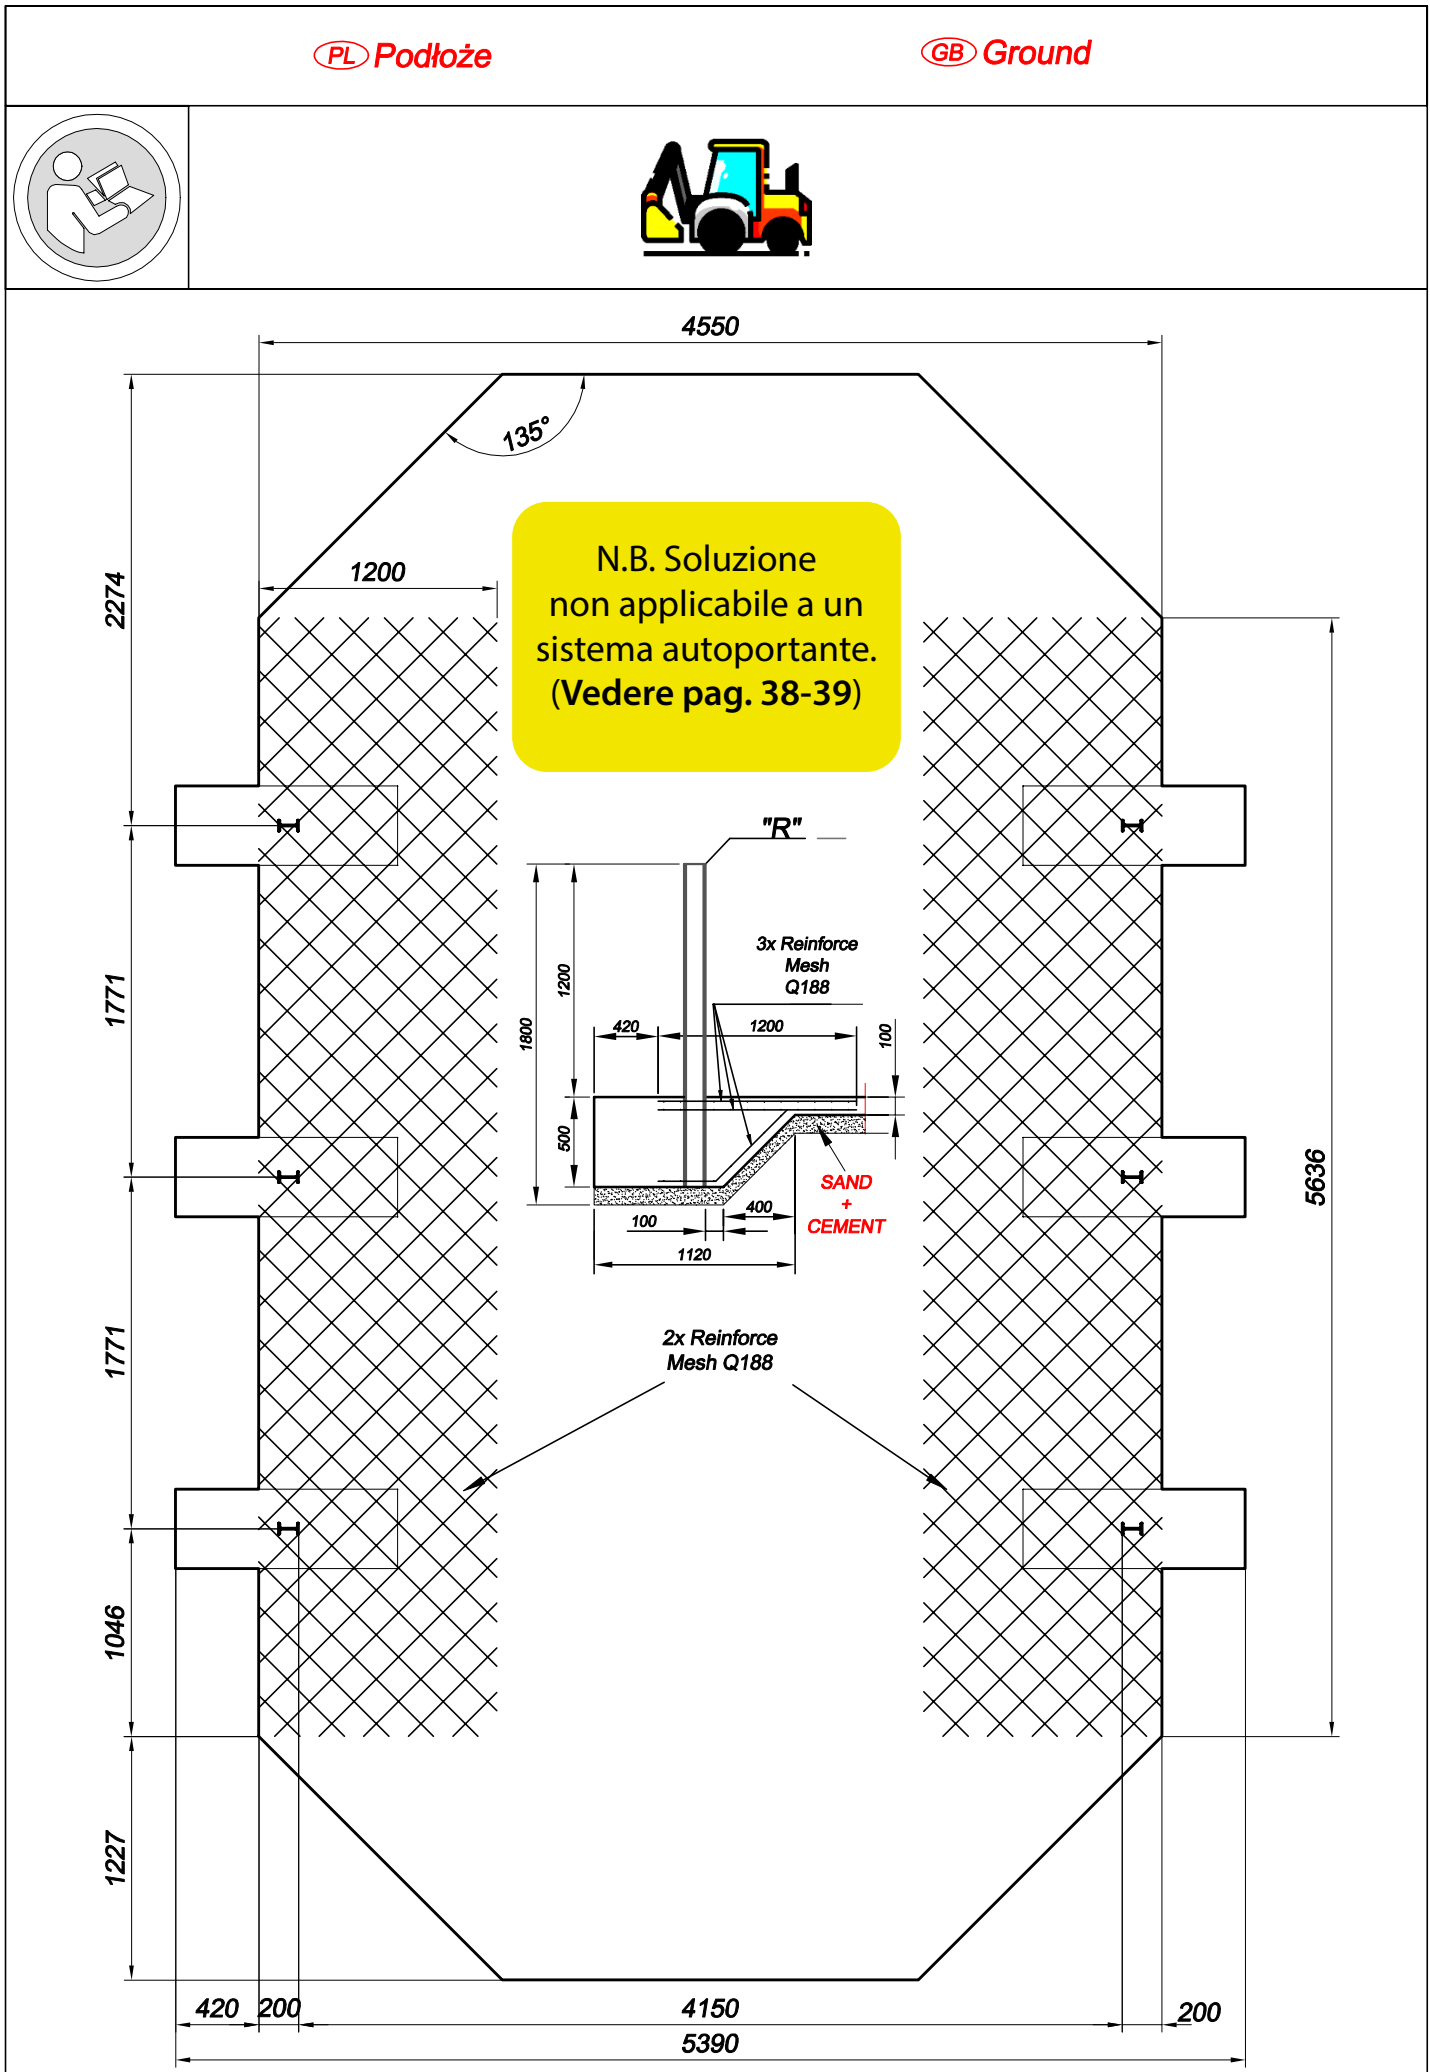 PL Podłoże
GB Ground
4550
135°
2274
1200
N.B. Soluzione
non applicabile a un
sistema autoportante.
(Vedere pag. 38-39)
"R"
1771
1800
1200
3x Reinforce
Mesh
Q188
420
1200
100
500
SAND
+
CEMENT
400
100
1120
5636
1771
2x Reinforce
Mesh Q188
1046
1227
420
200
4150
200
5390